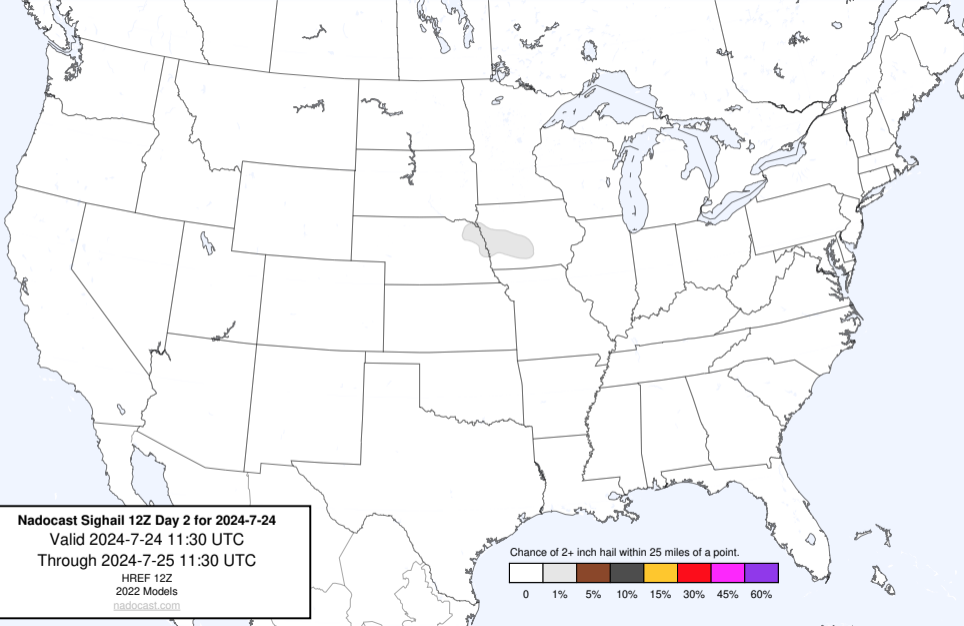 Nadocast Sighail 12Z Day 2 for 2024-7-24
Valid 2024-7-24 11:30 UTC
Through 2024-7-25 11:30 UTC
HREF 12Z
2022 Models
nadocast.com
Chance of 2+ inch hail within 25 miles of a point.
0 1% 5% 10% 15% 30% 45% 60%